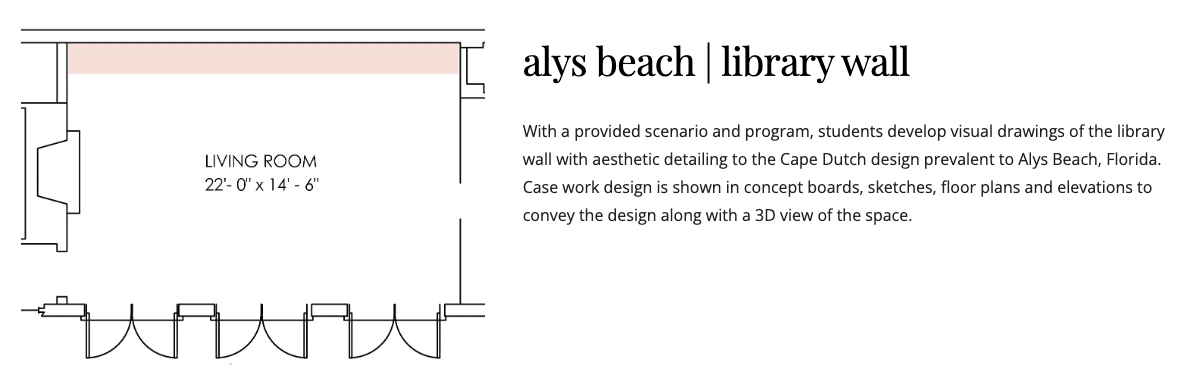 alys beach | library wall
With a provided scenario and program, students develop visual drawings of the library
wall with aesthetic detailing to the Cape Dutch design prevalent to Alys Beach, Florida.
Case work design is shown in concept boards, sketches, floor plans and elevations to
convey the design along with a 3D view of the space.
LIVING ROOM
22'- 0" x 14' - 6"